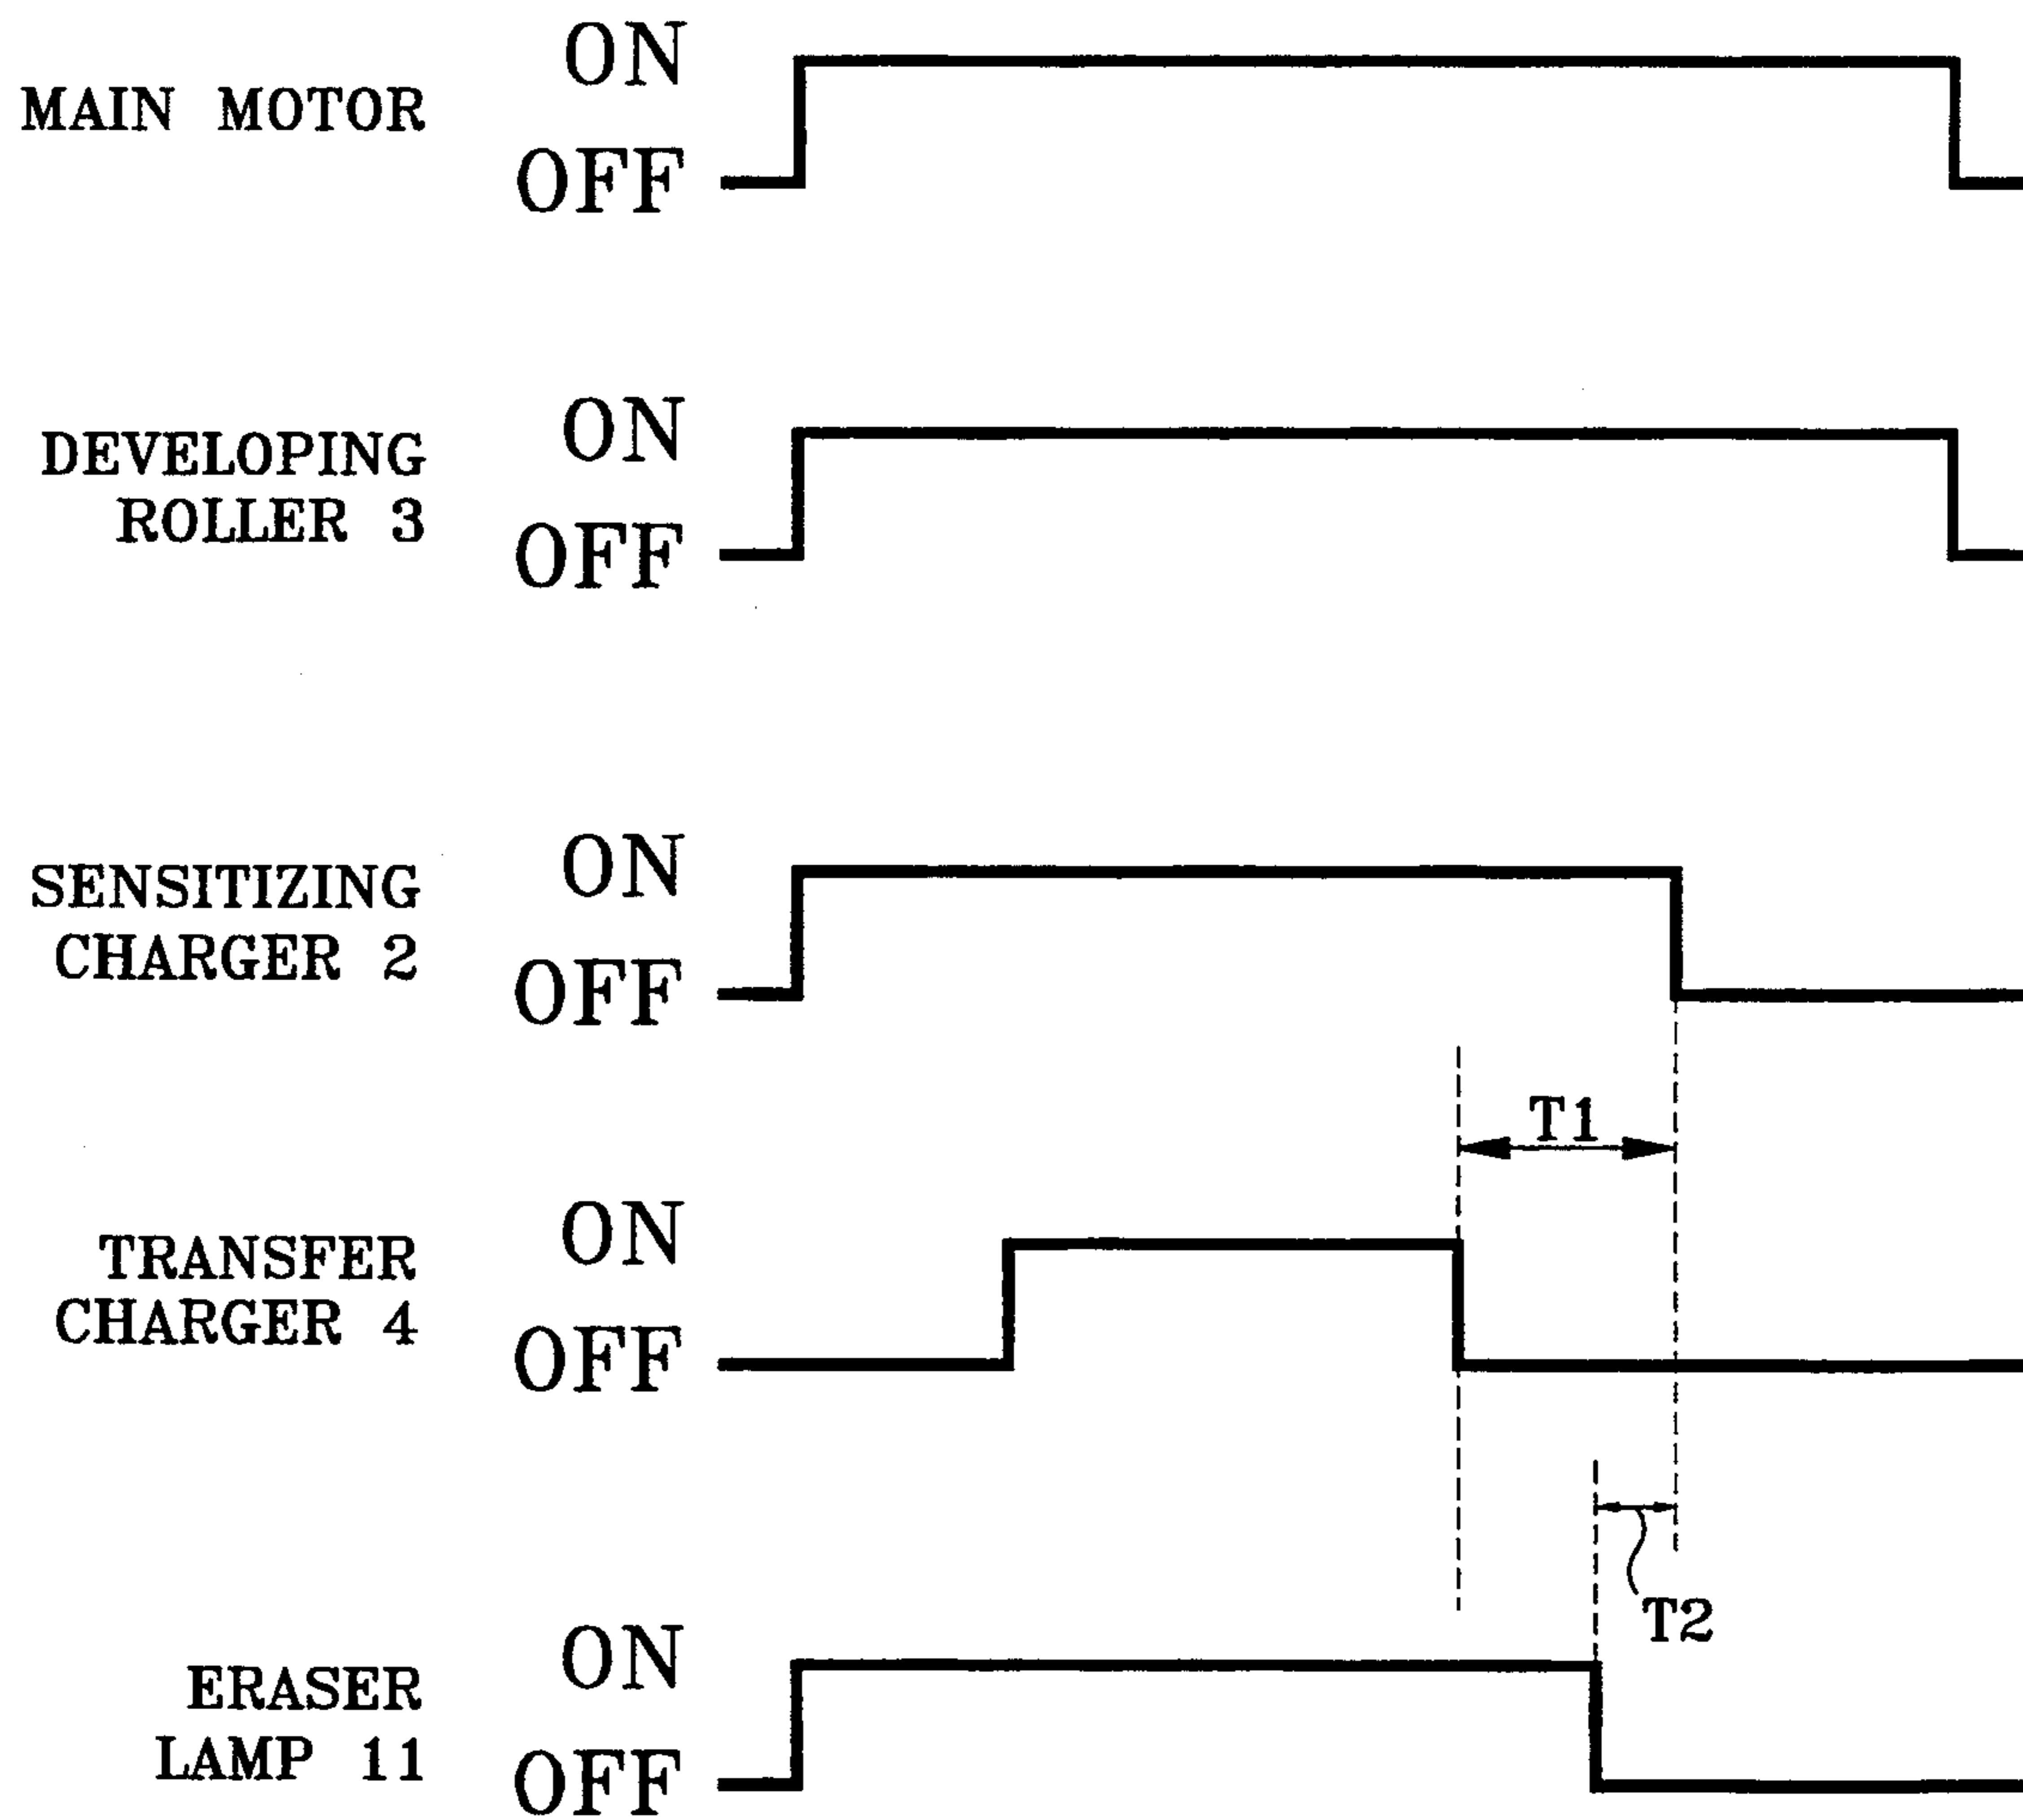 ON
MAIN MOTOR
OFF
ON
DEVELOPING
ROLLER 3
OFF
ON
SENSITIZING
CHARGER 2
OFF
T1
ON
TRANSFER
CHARGER 4
OFF
T2
ON
ERASER
LAMP 11
OFF